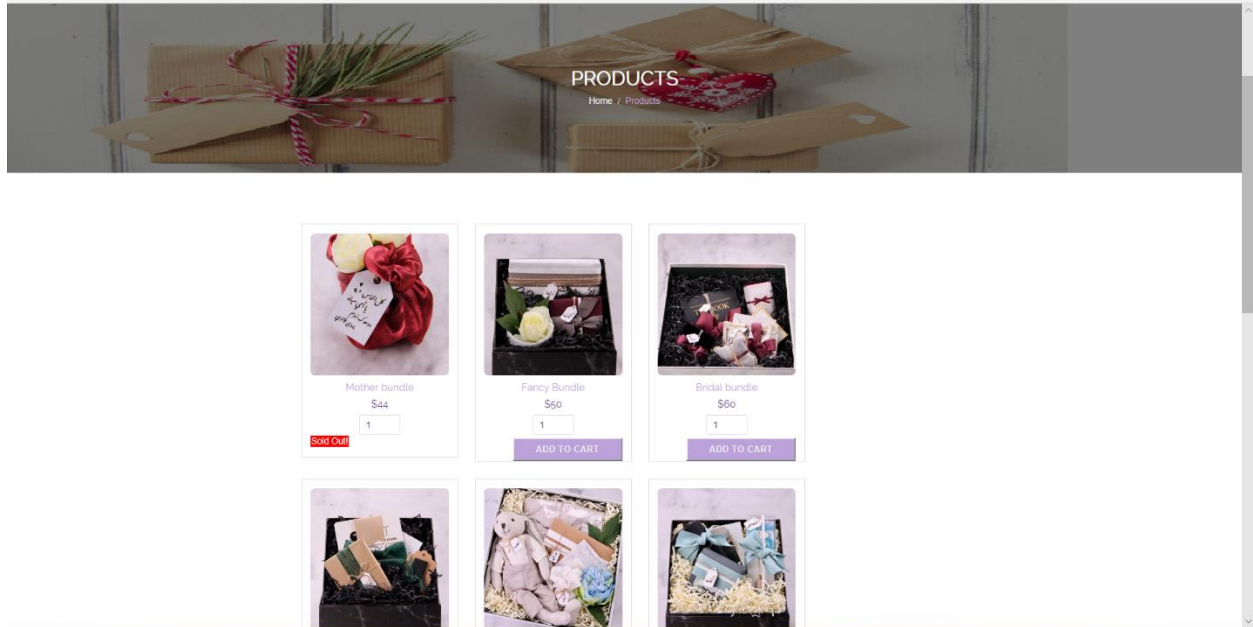 PRODUCTS
Home / Products
Mother bundle
$44
1
Sold Out!
Fancy Bundle
$50
1
ADD TO CART
Bridal bundle
$60
1
ADD TO CART